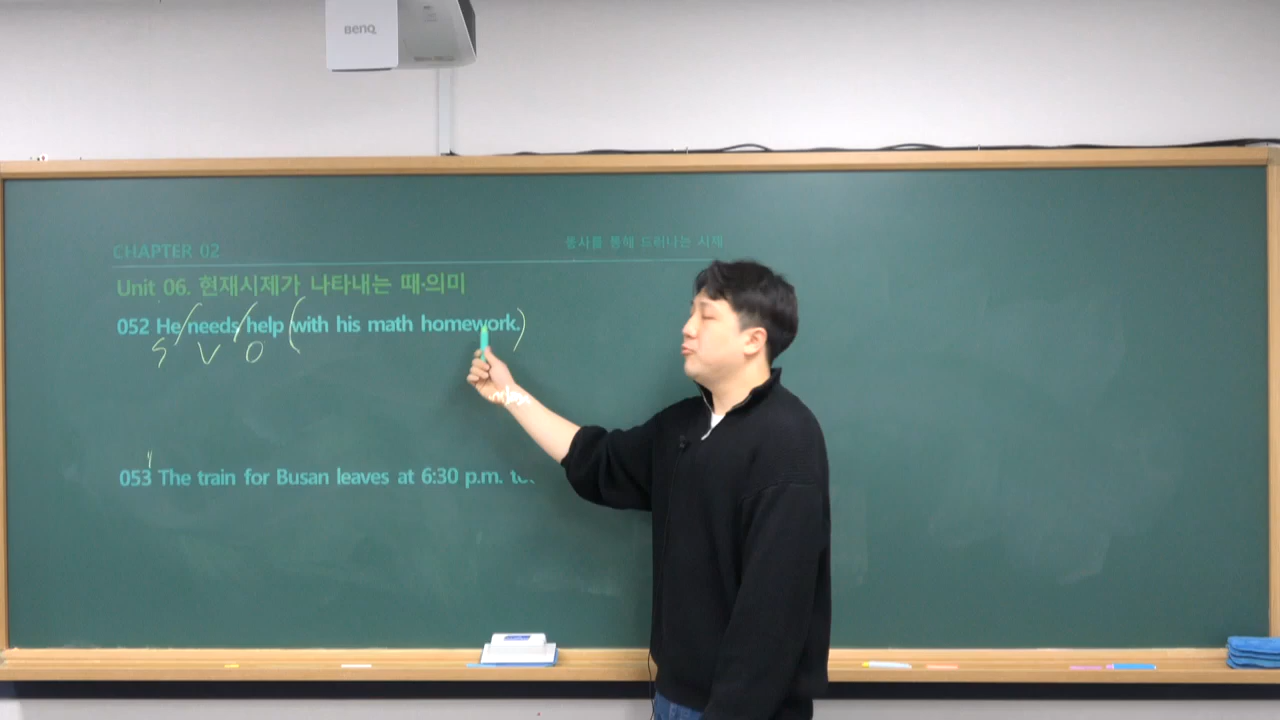 BenQ
CHAPTER 02
동사를 통해 드러나는 시제
Unit 06. 현재시제가 나타내는 때·의미
052 He/needs/help (with his math homework.)
S V O
053 The train for Busan leaves at 6:30 p.m.